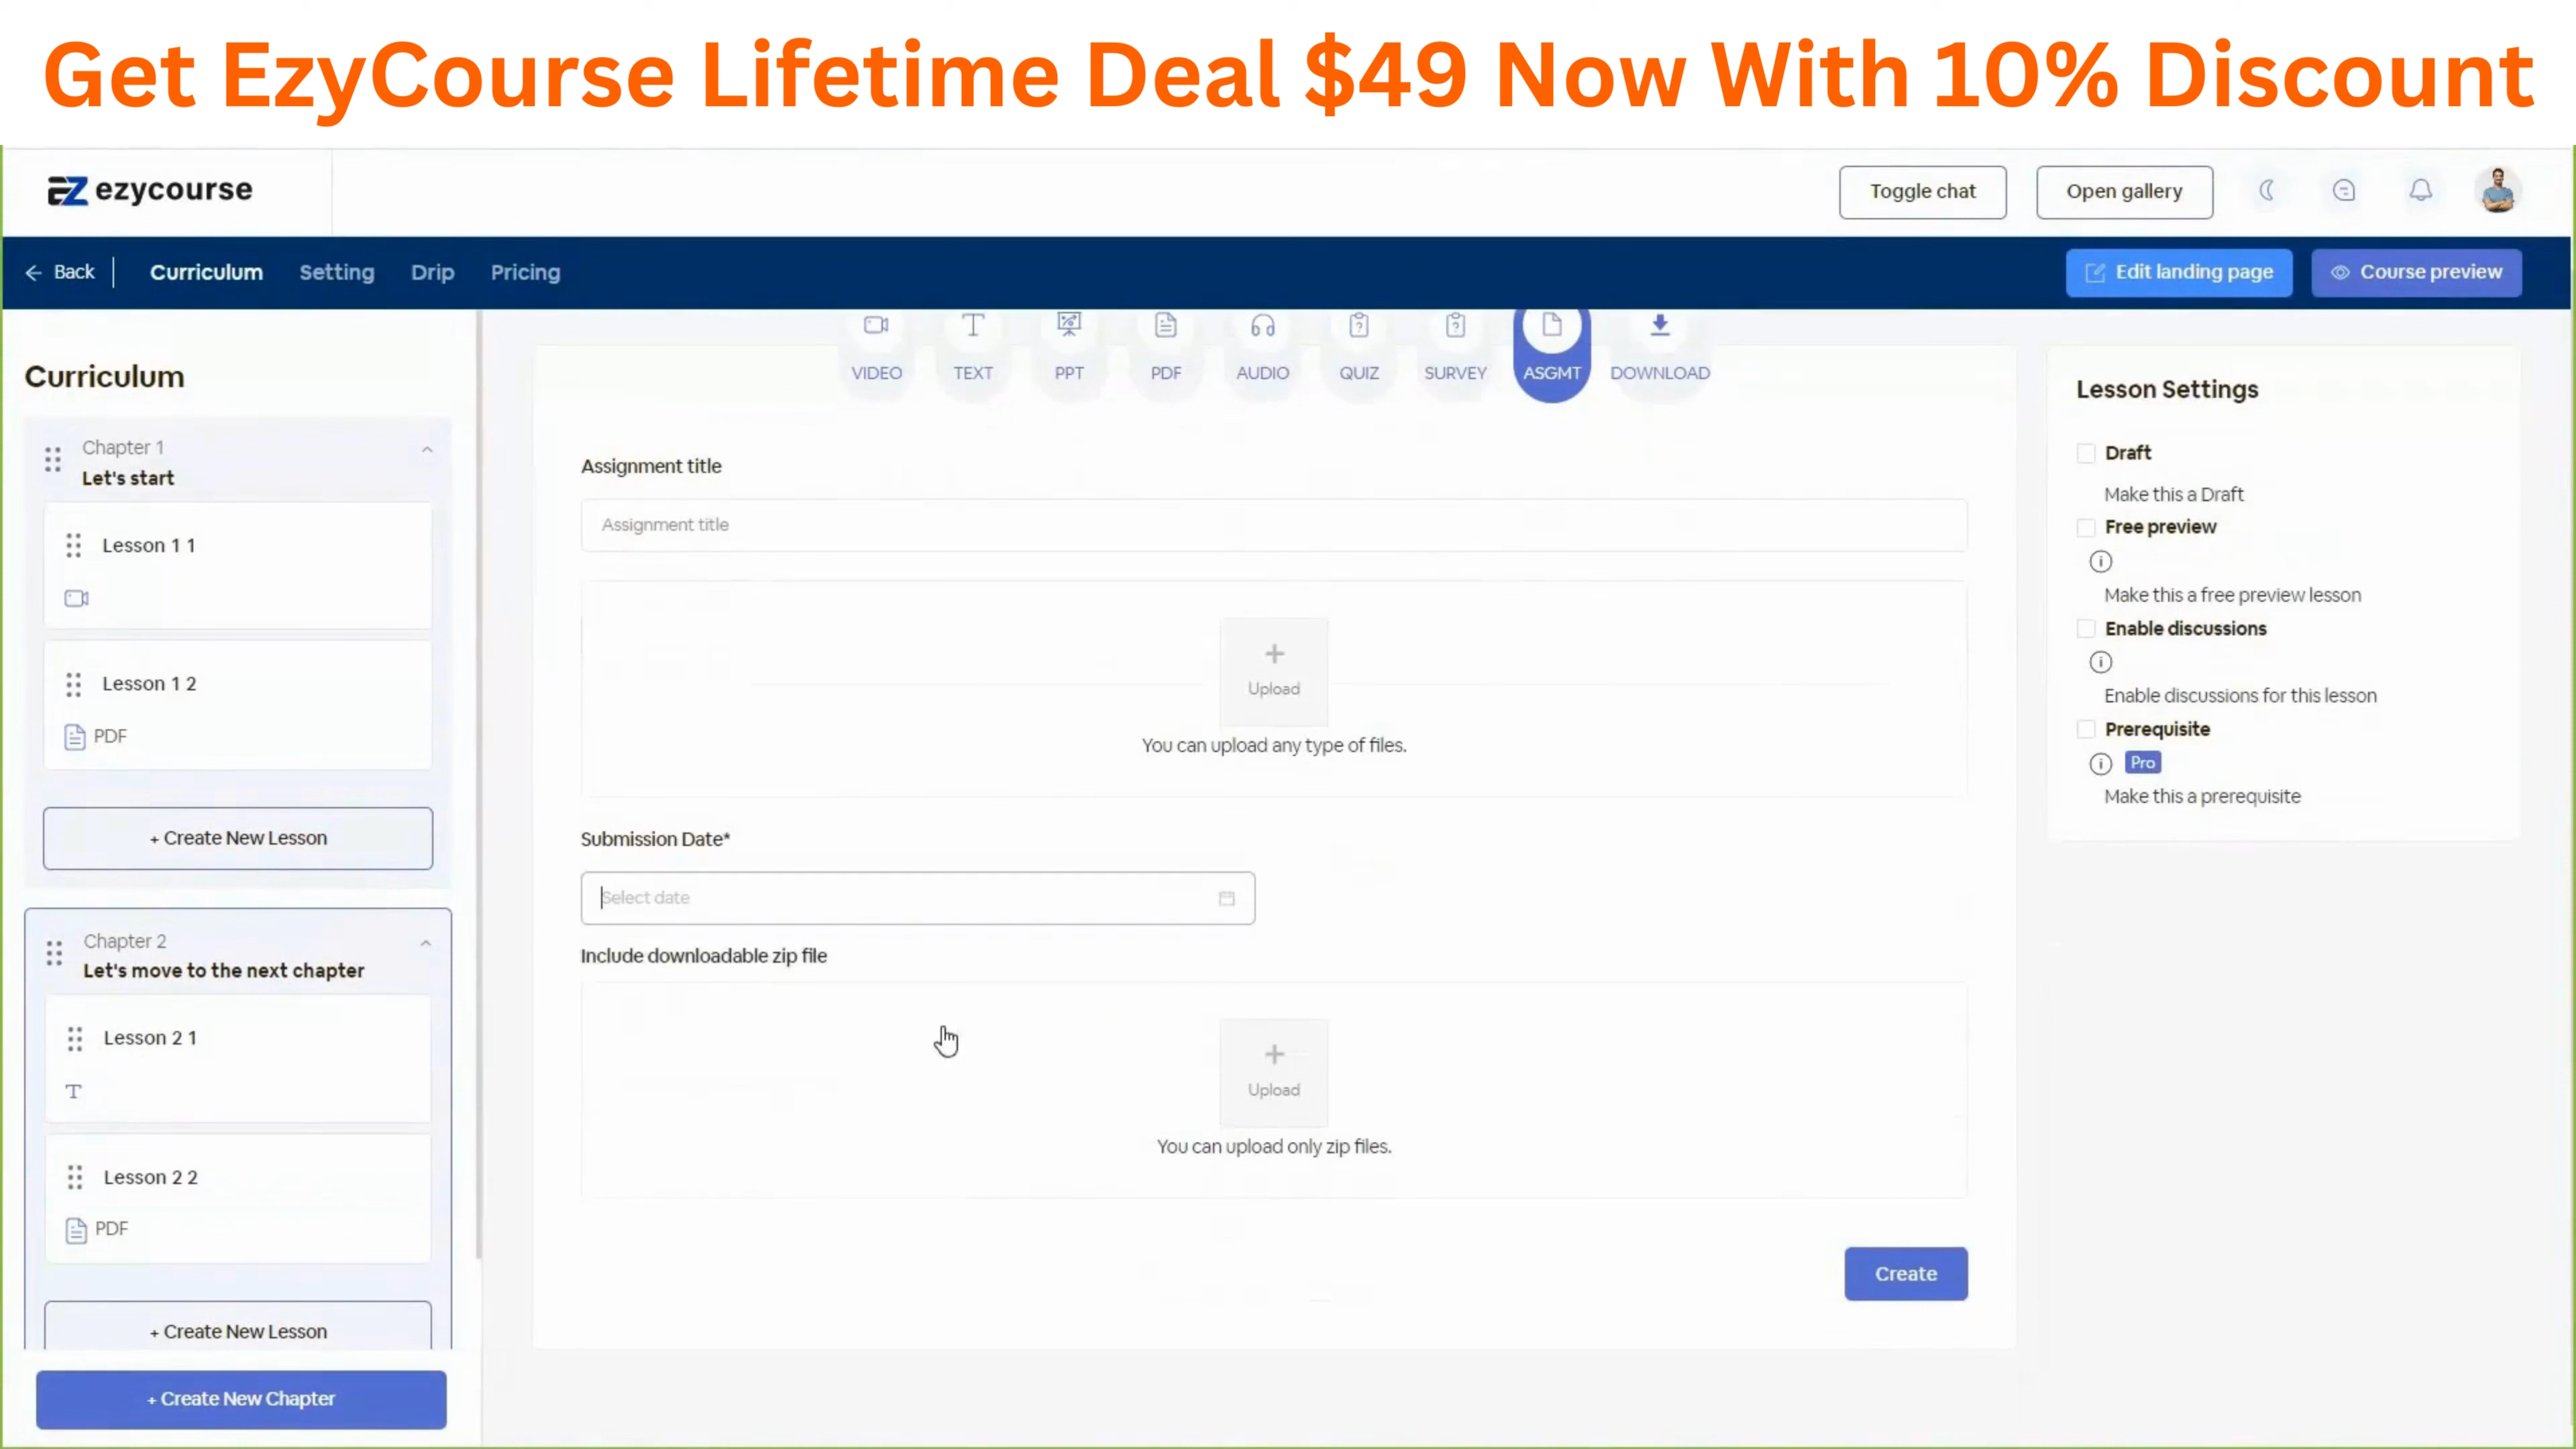 Get EzyCourse Lifetime Deal $49 Now With 10% Discount
EZ ezycourse
Toggle chat
Open gallery
Back
Curriculum
Setting
Drip
Pricing
Edit landing page
Course preview
Curriculum
Chapter 1
Let's start
Lesson 1 1
Lesson 1 2
PDF
+ Create New Lesson
Chapter 2
Let's move to the next chapter
Lesson 2 1
T
Lesson 2 2
PDF
+ Create New Lesson
+ Create New Chapter
VIDEO
TEXT
PPT
PDF
AUDIO
QUIZ
SURVEY
ASGMT
DOWNLOAD
Assignment title
Assignment title
+
Upload
You can upload any type of files.
Submission Date*
Select date
Include downloadable zip file
+
Upload
You can upload only zip files.
Create
Lesson Settings
Draft
Make this a Draft
Free preview
Make this a free preview lesson
Enable discussions
Enable discussions for this lesson
Prerequisite
Pro
Make this a prerequisite